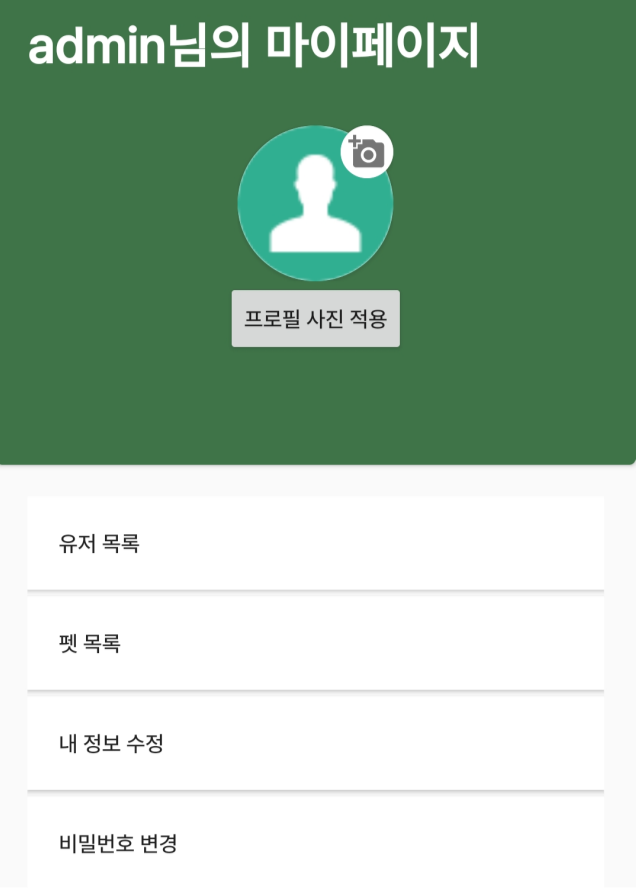 admin님의 마이페이지
프로필 사진 적용
유저 목록
펫 목록
내 정보 수정
비밀번호 변경